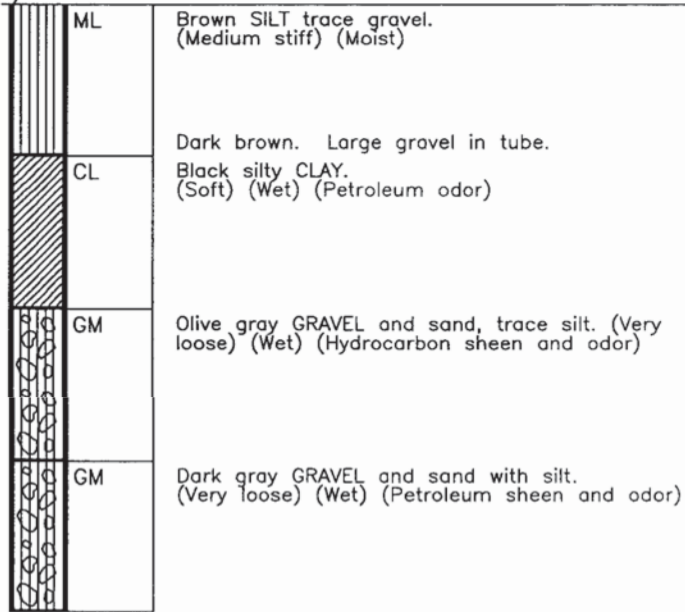 ML
Brown SILT trace gravel.
(Medium stiff) (Moist)
Dark brown.  Large gravel in tube.
CL
Black silty CLAY.
(Soft) (Wet) (Petroleum odor)
GM
Olive gray GRAVEL and sand, trace silt. (Very
loose) (Wet) (Hydrocarbon sheen and odor)
GM
Dark gray GRAVEL and sand with silt.
(Very loose) (Wet) (Petroleum sheen and odor)